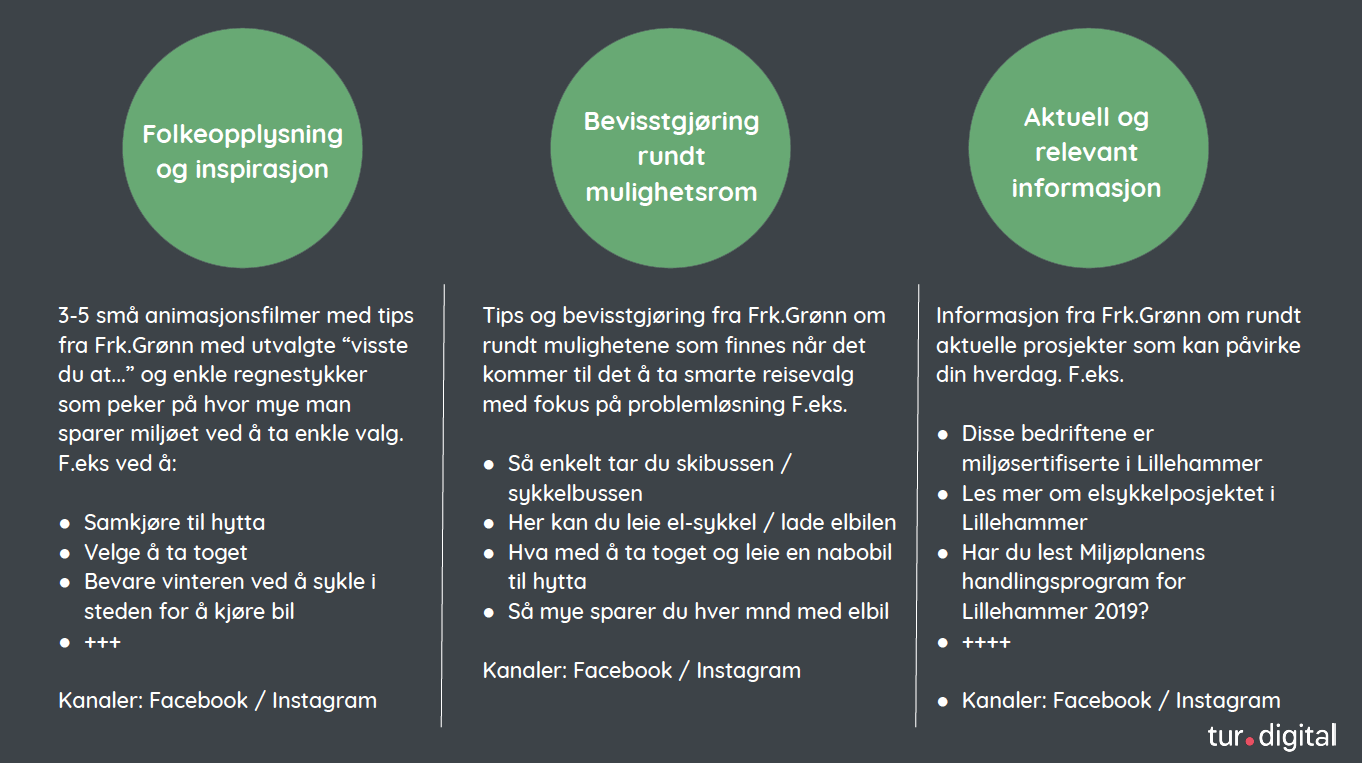 Folkeopplysning
og inspirasjon
3-5 små animasjonsfilmer med tips
fra Frk.Grønn med utvalgte “visste
du at...” og enkle regnestykker
som peker på hvor mye man
sparer miljøet ved å ta enkle valg.
F.eks ved å:
● Samkjøre til hytta
● Velge å ta toget
● Bevare vinteren ved å sykle i
steden for å kjøre bil
● +++
Kanaler: Facebook / Instagram
Bevisstgjøring
rundt
mulighetsrom
Tips og bevisstgjøring fra Frk.Grønn om
rundt mulighetene som finnes når det
kommer til det å ta smarte reisevalg
med fokus på problemløsning F.eks.
● Så enkelt tar du skibussen /
sykkelbussen
● Her kan du leie el-sykkel / lade elbilen
● Hva med å ta toget og leie en nabobil
til hytta
● Så mye sparer du hver mnd med elbil
Kanaler: Facebook / Instagram
Aktuell og
relevant
informasjon
Informasjon fra Frk.Grønn om rundt
aktuelle prosjekter som kan påvirke
din hverdag. F.eks.
● Disse bedriftene er
miljøsertifiserte i Lillehammer
● Les mer om elsykkelposjektet i
Lillehammer
● Har du lest Miljøplanens
handlingsprogram for
Lillehammer 2019?
● ++++
● Kanaler: Facebook / Instagram
tur.digital